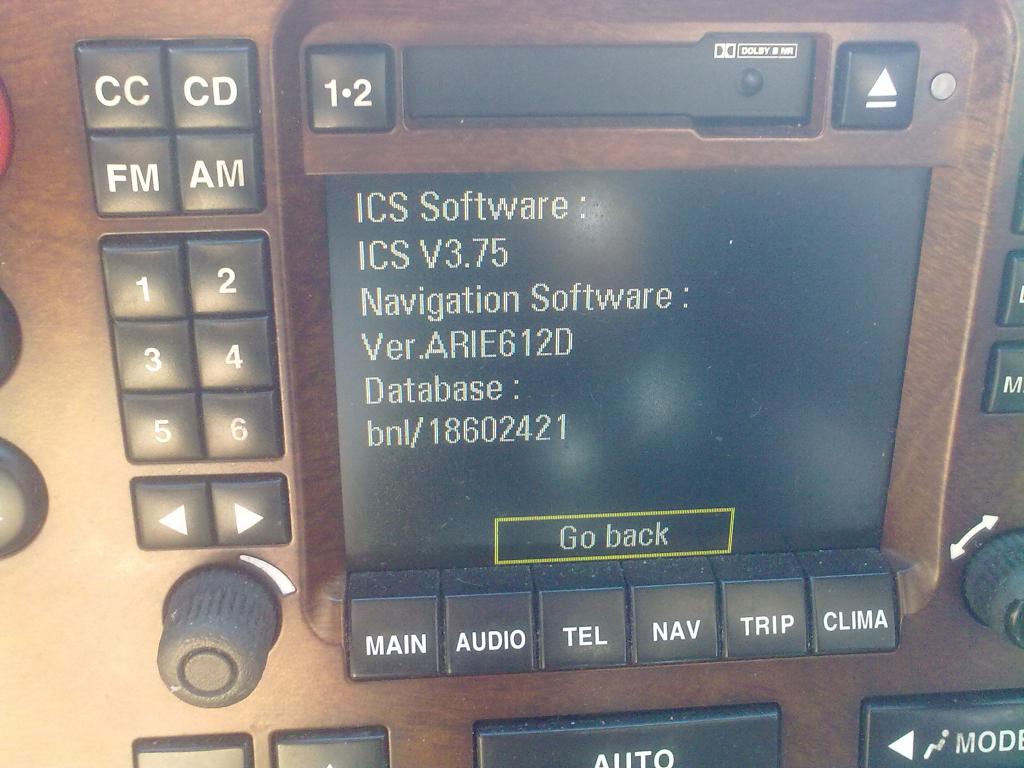 CC CD
1•2
DOLBY B NR
FM AM
ICS Software :
ICS V3.75
Navigation Software :
Ver.ARIE612D
Database :
bnl/18602421
Go back
1 2
3 4
5 6
MAIN AUDIO TEL NAV TRIP CLIMA
AUTO
MODE